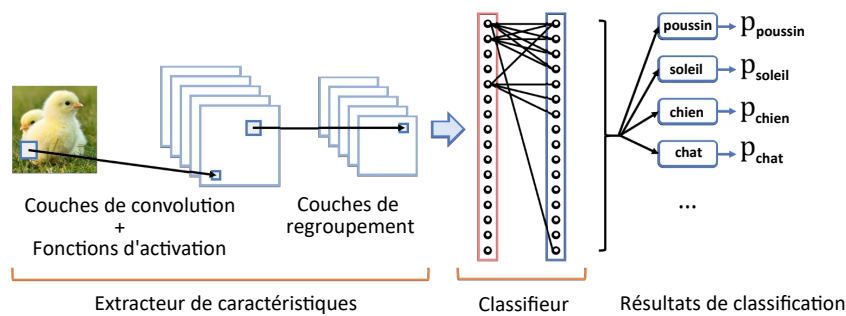 Couches de convolution
+
Fonctions d'activation
Couches de
regroupement
poussin
p poussin
soleil
p soleil
chien
p chien
chat
p chat
...
Extracteur de caractéristiques
Classifieur
Résultats de classification